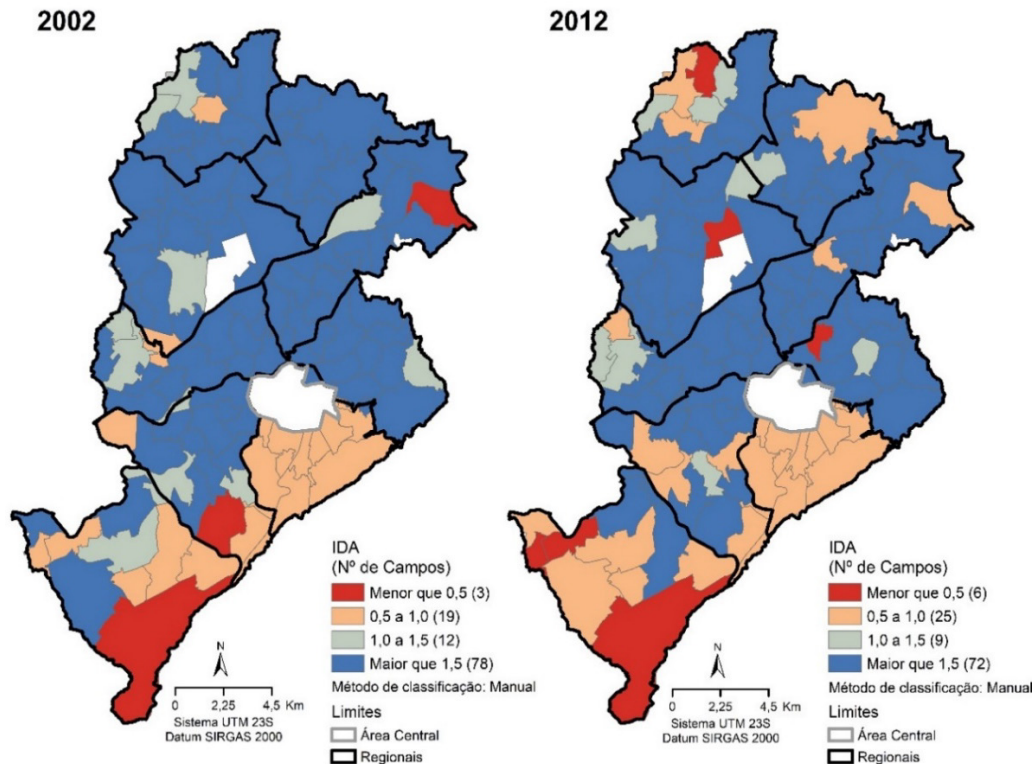 2002
IDA
(Nº de Campos)
Menor que 0,5 (3)
0,5 a 1,0 (19)
1,0 a 1,5 (12)
Maior que 1,5 (78)
Método de classificação: Manual
Limites
Área Central
Regionais
N
0 2,25 4,5 Km
Sistema UTM 23S
Datum SIRGAS 2000
2012
IDA
(Nº de Campos)
Menor que 0,5 (6)
0,5 a 1,0 (25)
1,0 a 1,5 (9)
Maior que 1,5 (72)
Método de classificação: Manual
Limites
Área Central
Regionais
N
0 2,25 4,5 Km
Sistema UTM 23S
Datum SIRGAS 2000